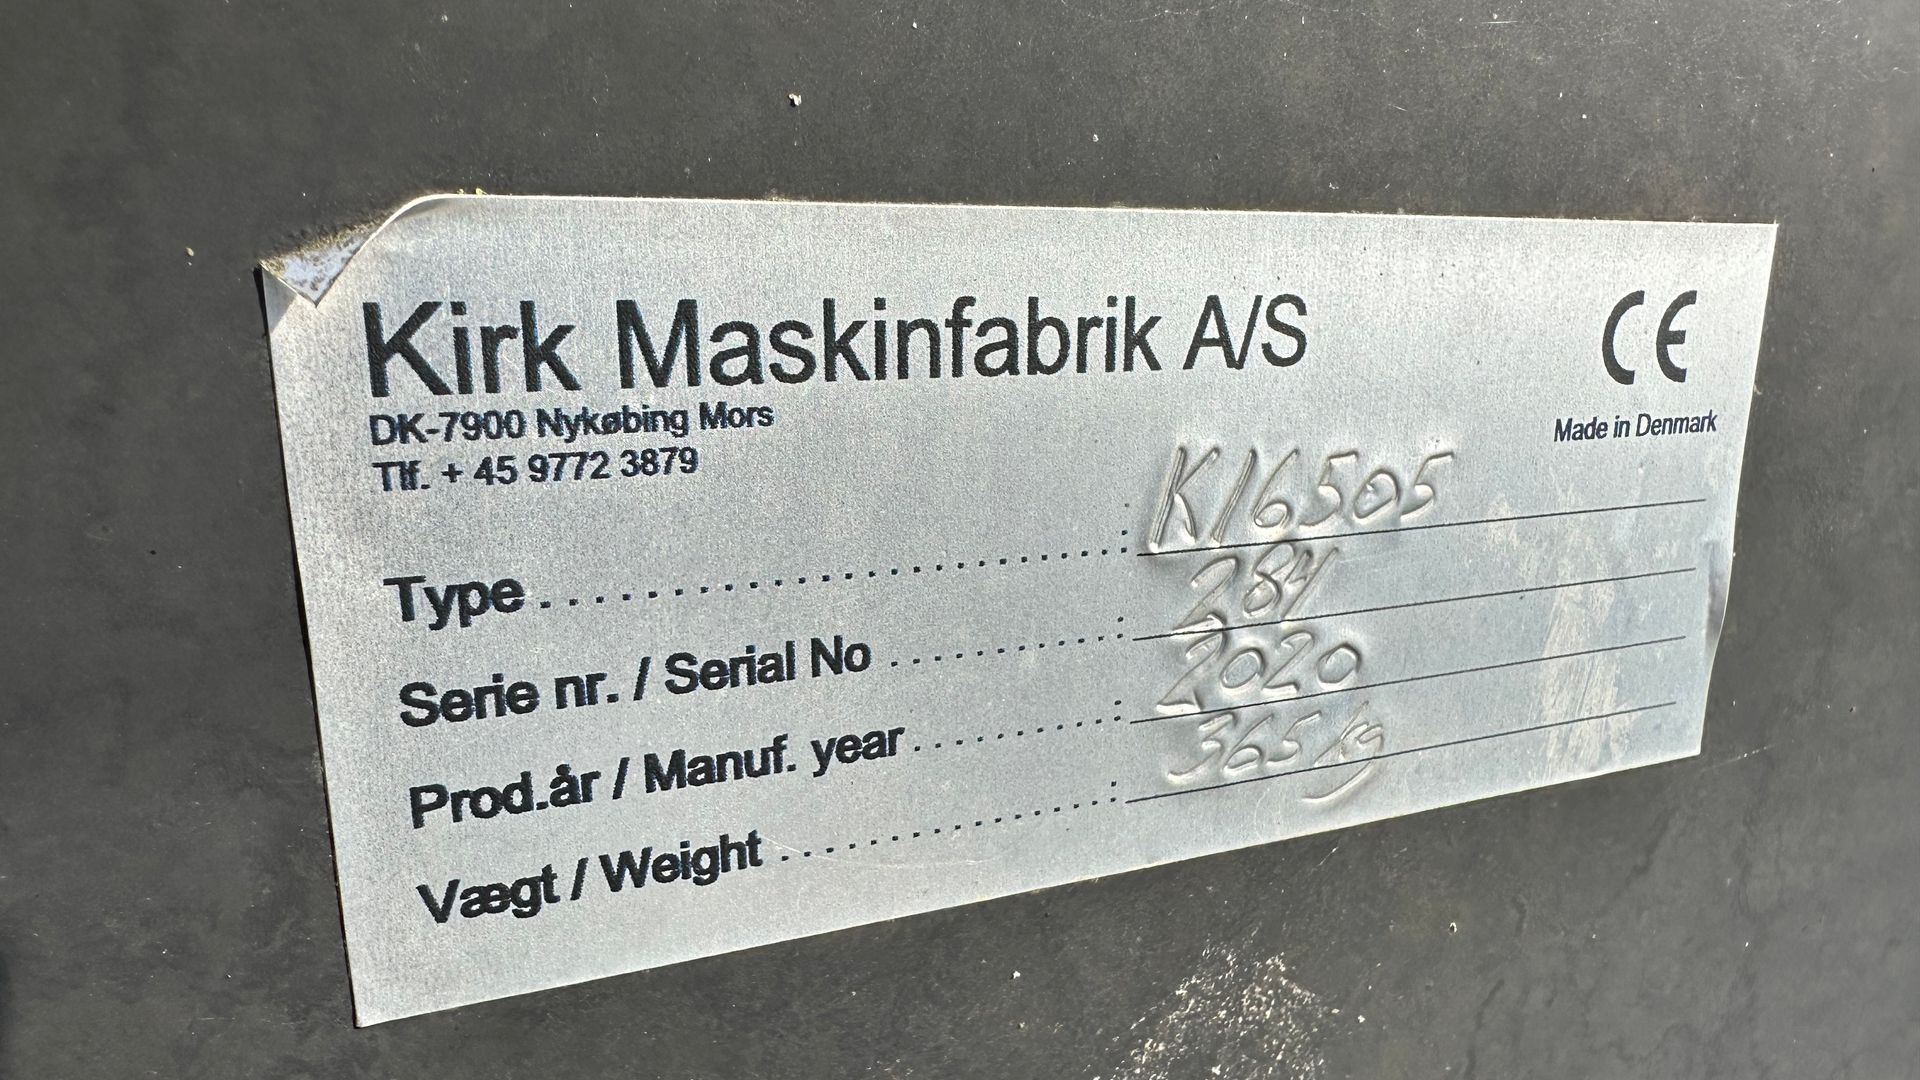 Kirk Maskinfabrik A/S CE
DK-7900 Nykøbing Mors Made in Denmark
Tlf. + 45 9772 3879
Type ...................... : K16505
Serie nr. / Serial No .......... : 284
Prod.år / Manuf. year .......... : 2020
Vægt / Weight ................ : 365 kg